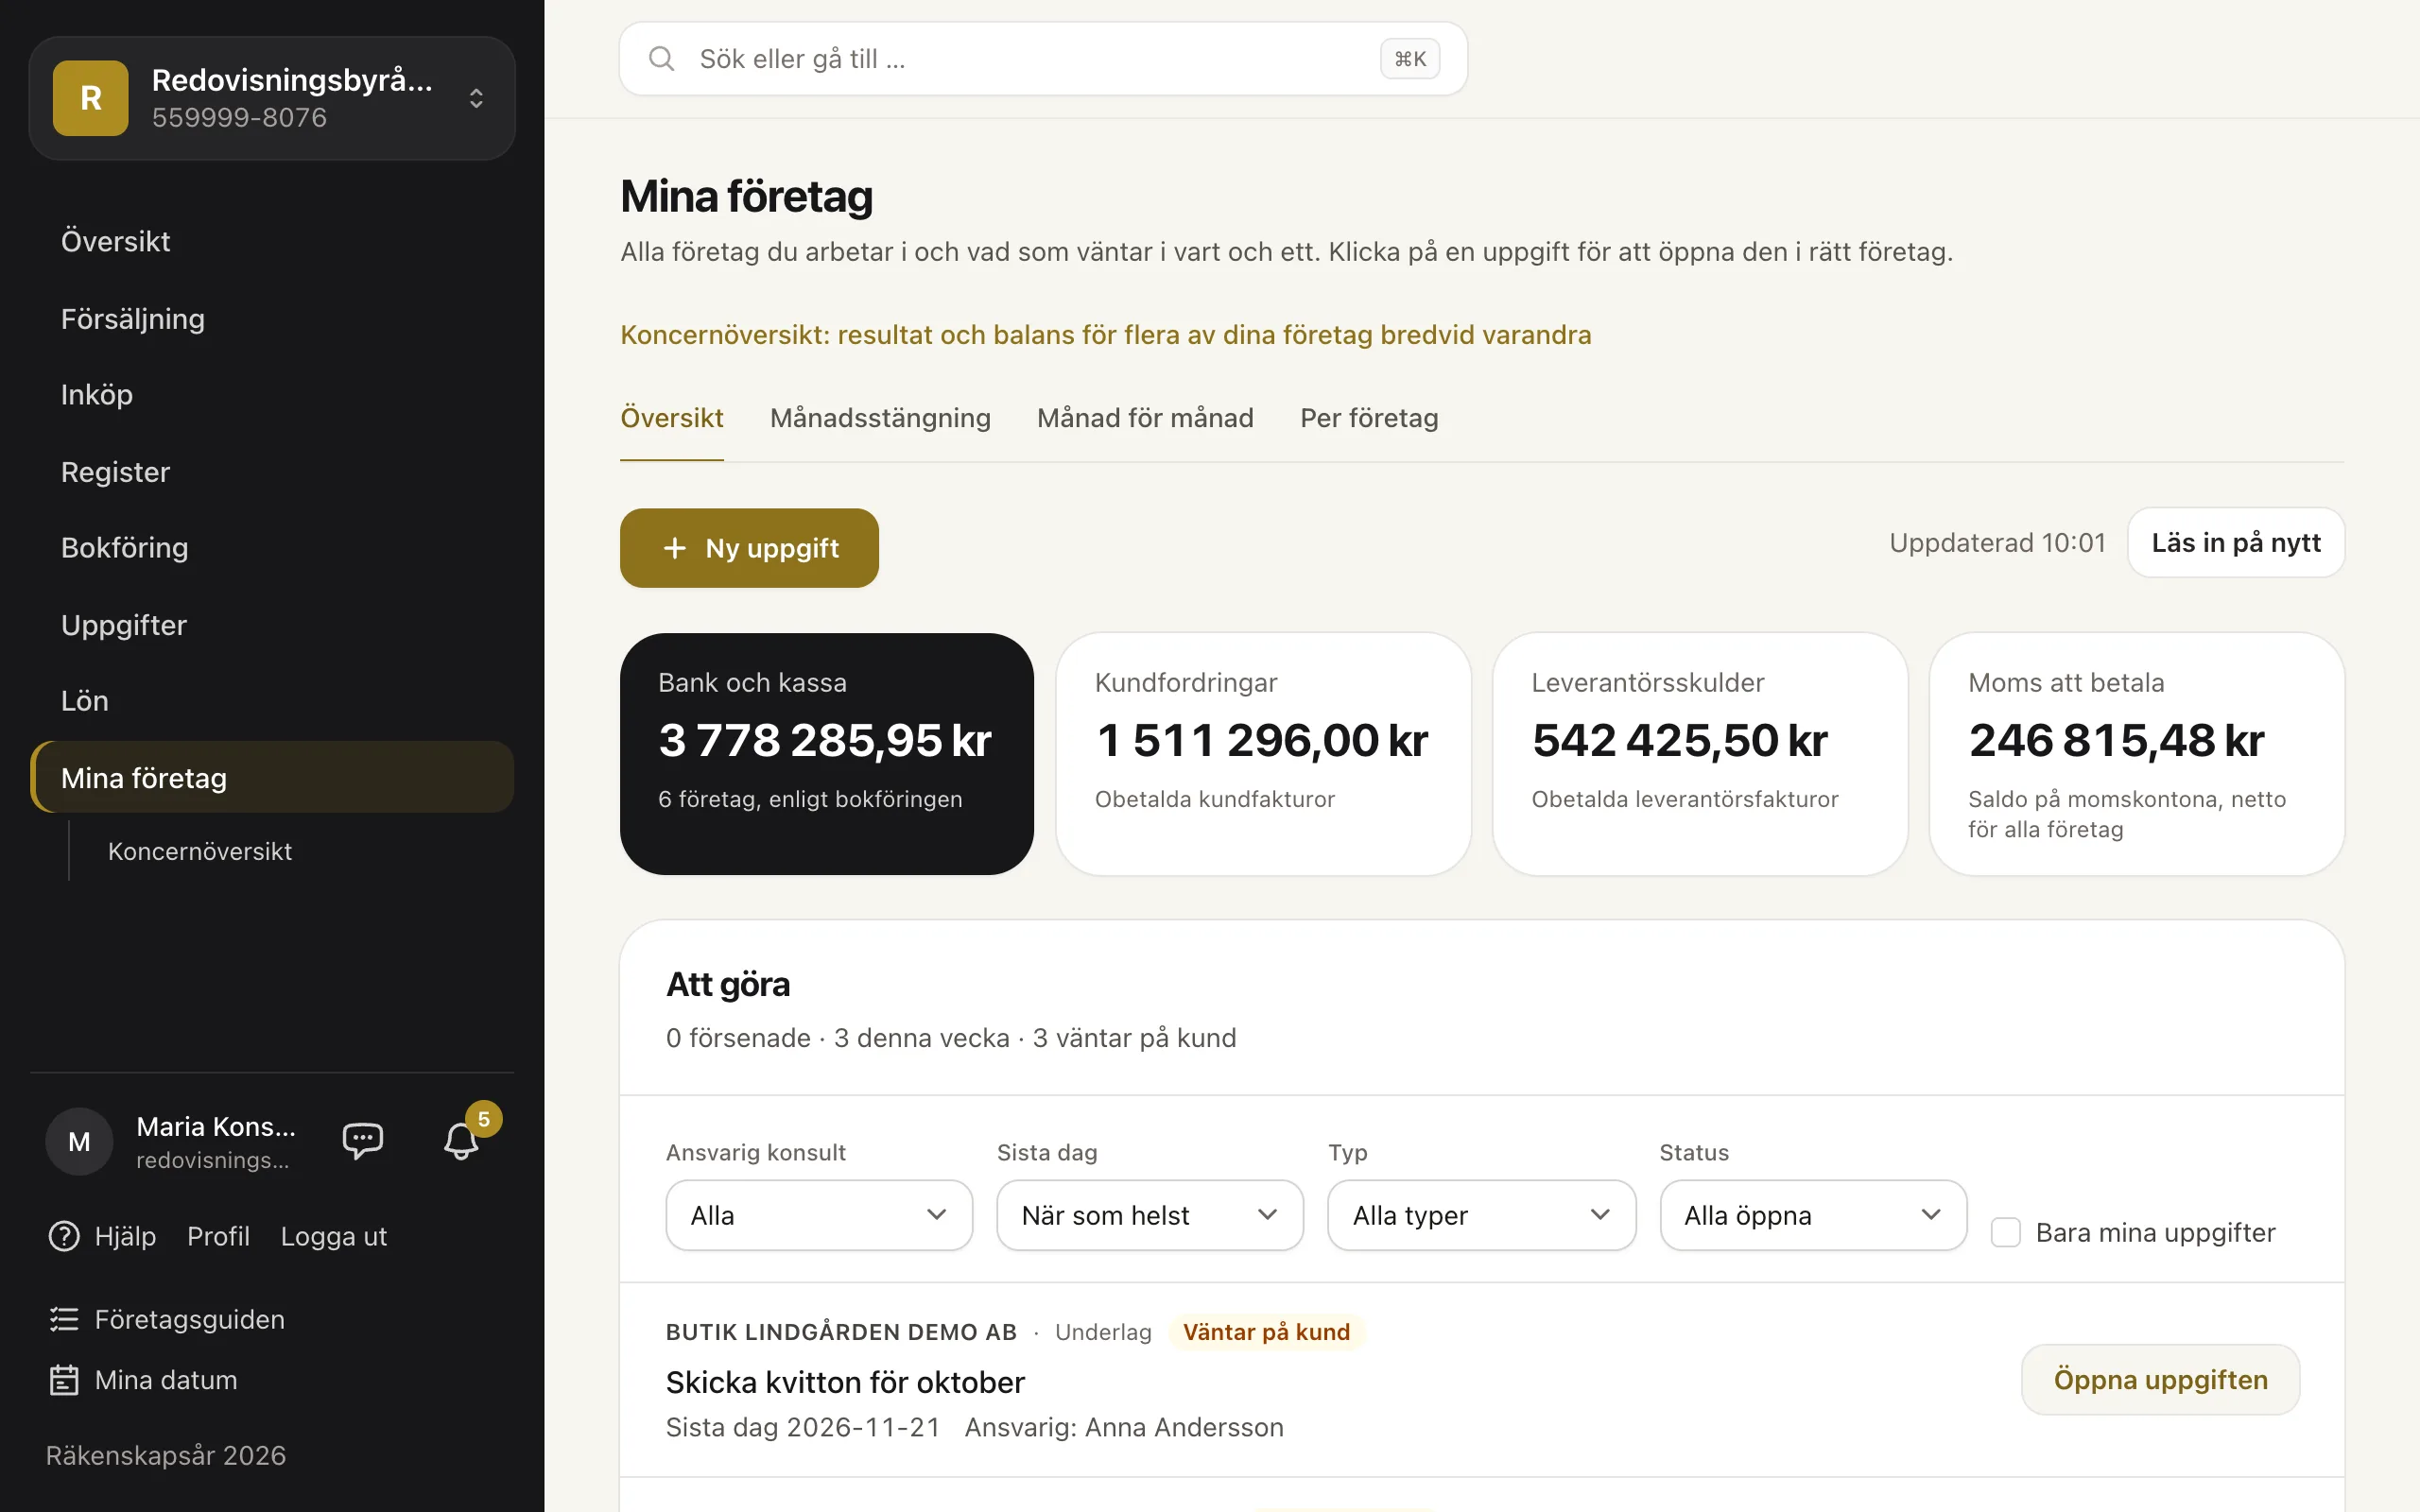 R
Redovisningsbyrå...
559999-8076
Översikt
Försäljning
Inköp
Register
Bokföring
Uppgifter
Lön
Mina företag
Koncernöversikt
M
Maria Kons...
redovisnings...
5
Hjälp Profil Logga ut
Företagsguiden
Mina datum
Räkenskapsår 2026
Sök eller gå till ... ⌘K
Mina företag
Alla företag du arbetar i och vad som väntar i vart och ett. Klicka på en uppgift för att öppna den i rätt företag.
Koncernöversikt: resultat och balans för flera av dina företag bredvid varandra
Översikt Månadsstängning Månad för månad Per företag
+ Ny uppgift
Uppdaterad 10:01 Läs in på nytt
Bank och kassa
3 778 285,95 kr
6 företag, enligt bokföringen
Kundfordringar
1 511 296,00 kr
Obetalda kundfakturor
Leverantörsskulder
542 425,50 kr
Obetalda leverantörsfakturor
Moms att betala
246 815,48 kr
Saldo på momskontona, netto
för alla företag
Att göra
0 försenade · 3 denna vecka · 3 väntar på kund
Ansvarig konsult Sista dag Typ Status
Alla När som helst Alla typer Alla öppna Bara mina uppgifter
BUTIK LINDGÅRDEN DEMO AB · Underlag Väntar på kund
Skicka kvitton för oktober
Sista dag 2026-11-21 Ansvarig: Anna Andersson
Öppna uppgiften